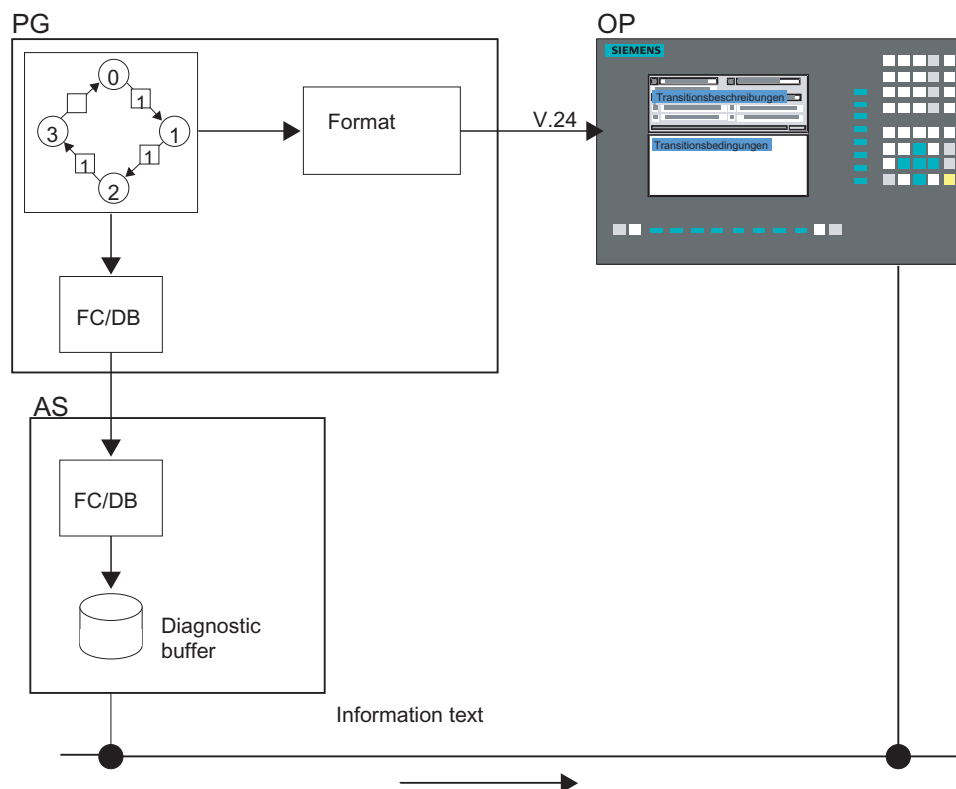 PG
OP
SIEMENS
0
1
3
1
1
1
2
Format
V.24
Transitionsbeschreibungen
Transitionsbedingungen
FC/DB
AS
FC/DB
Diagnostic
buffer
Information text